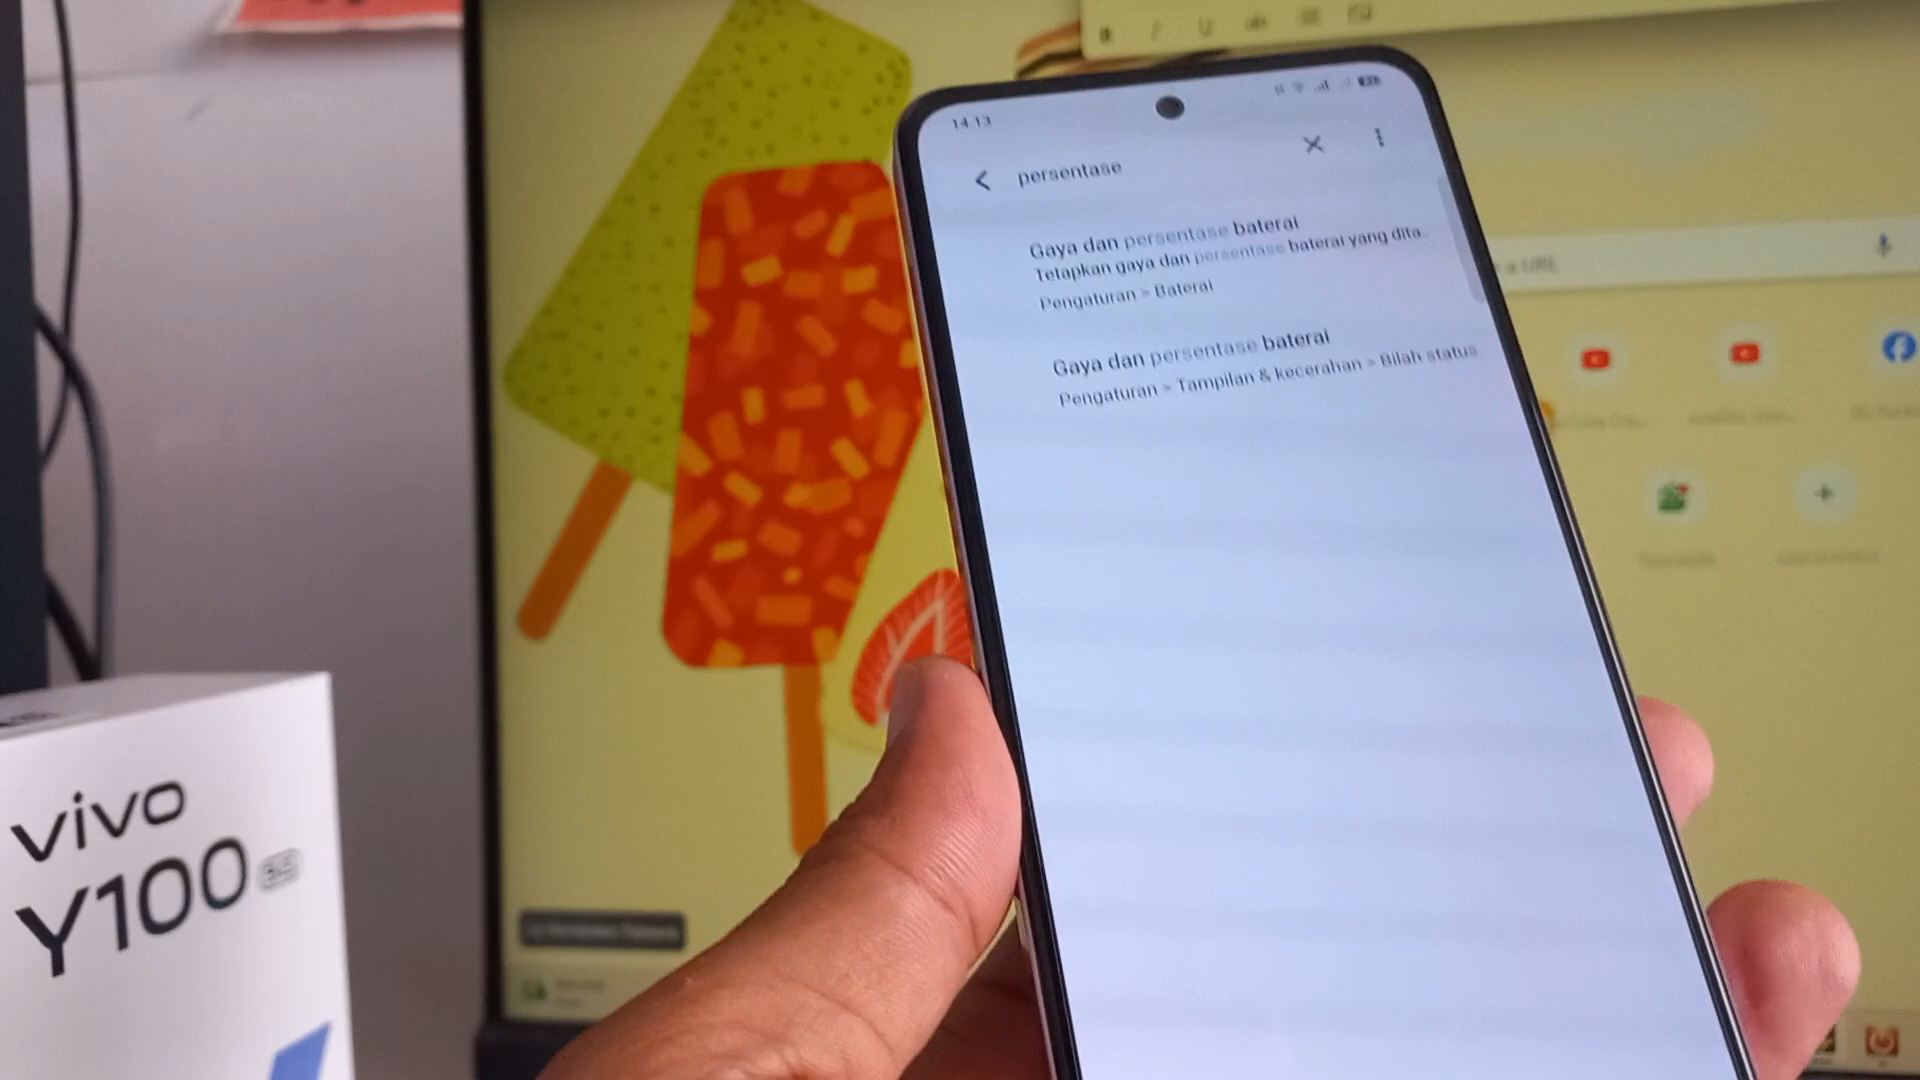 14.13
persentase
Gaya dan persentase baterai
Tetapkan gaya dan persentase baterai yang dita..
Pengaturan > Baterai
Gaya dan persentase baterai
Pengaturan > Tampilan & kecerahan > Bilah status
vivo
Y100
a URL